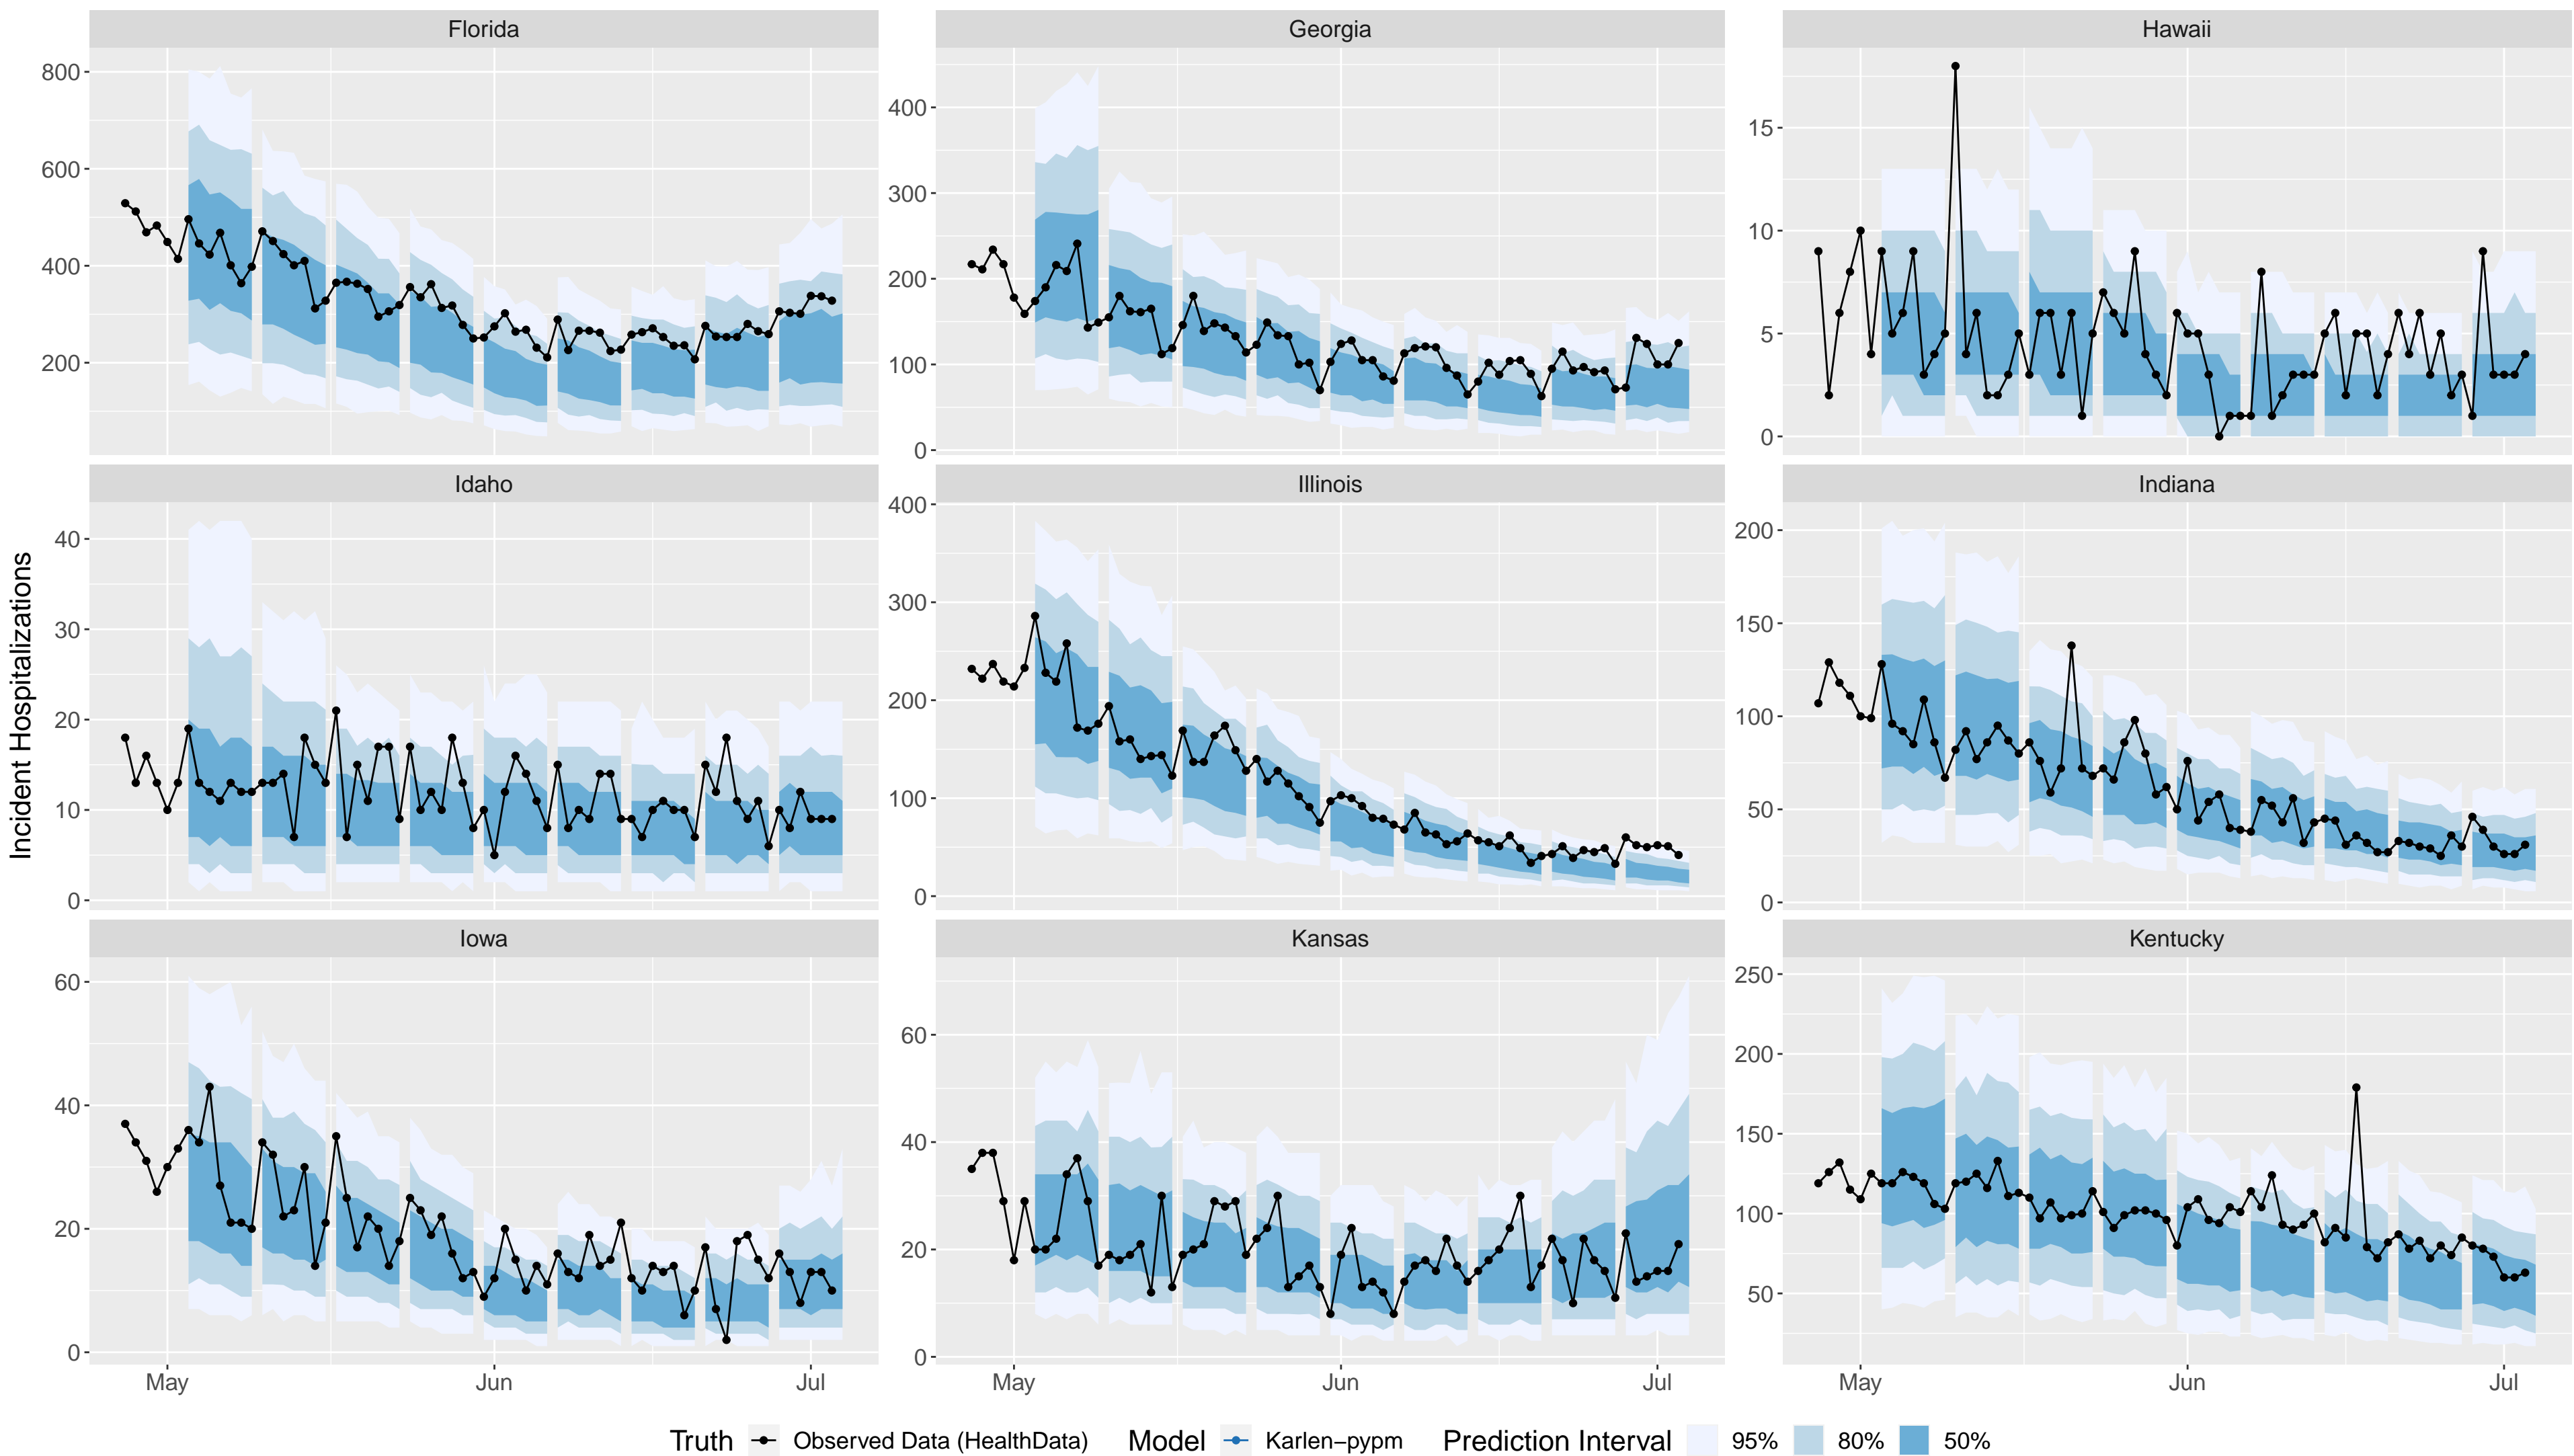 Florida
Georgia
Hawaii
800
600
400
200
400
300
200
100
0
15
10
5
0
Idaho
Illinois
Indiana
40
30
20
10
0
400
300
200
100
0
200
150
100
50
0
Iowa
Kansas
Kentucky
60
40
20
0
60
40
20
0
250
200
150
100
50
May Jun Jul
May Jun Jul
May Jun Jul
Incident Hospitalizations
Truth Observed Data (HealthData) Model Karlen−pypm Prediction Interval 95% 80% 50%